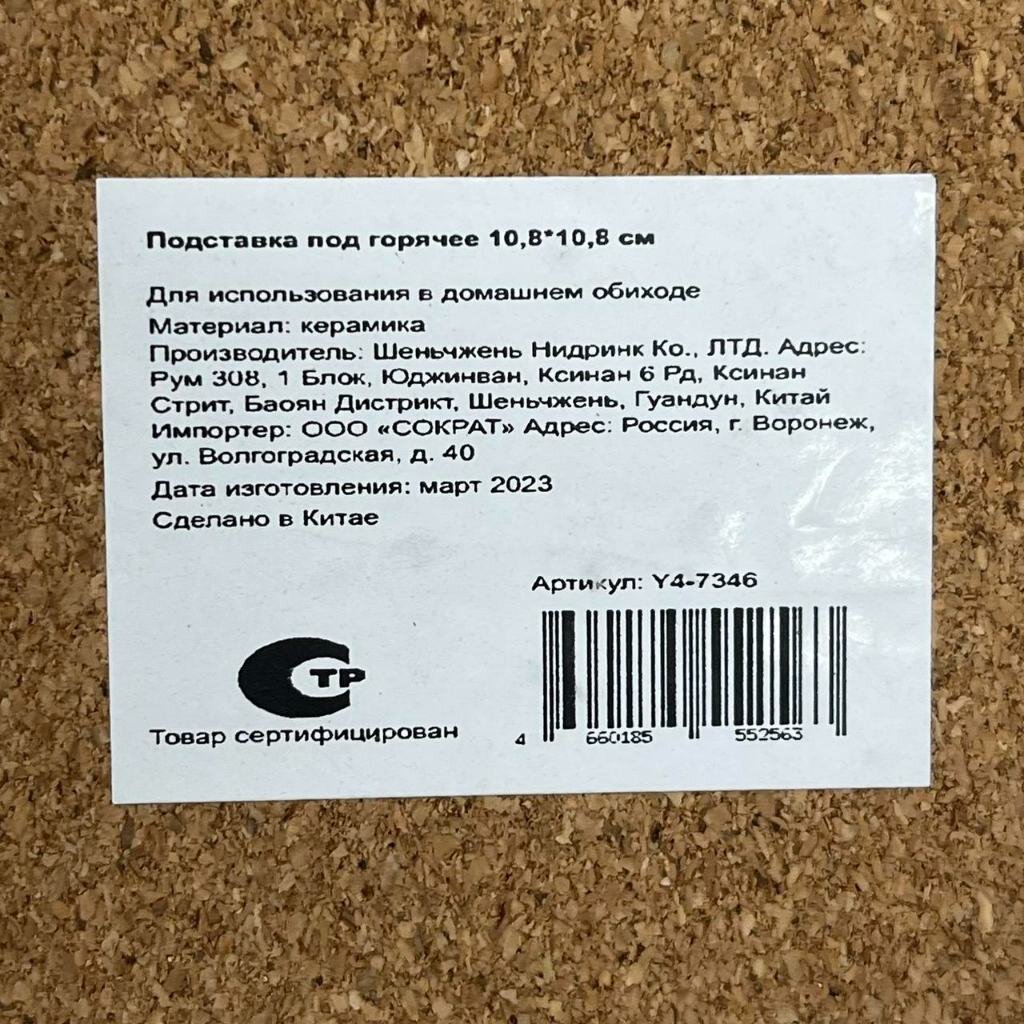 Подставка под горячее 10,8*10,8 см
Для использования в домашнем обиходе
Материал: керамика
Производитель: Шеньчжень Нидринк Ко., ЛТД. Адрес:
Рум 308, 1 Блок, Юджинван, Ксинан 6 Рд, Ксинан
Стрит, Баоян Дистрикт, Шеньчжень, Гуандун, Китай
Импортер: ООО «СОКРАТ» Адрес: Россия, г. Воронеж,
ул. Волгоградская, д. 40
Дата изготовления: март 2023
Сделано в Китае
Артикул: Y4-7346
СТР
Товар сертифицирован
4 660185 552563